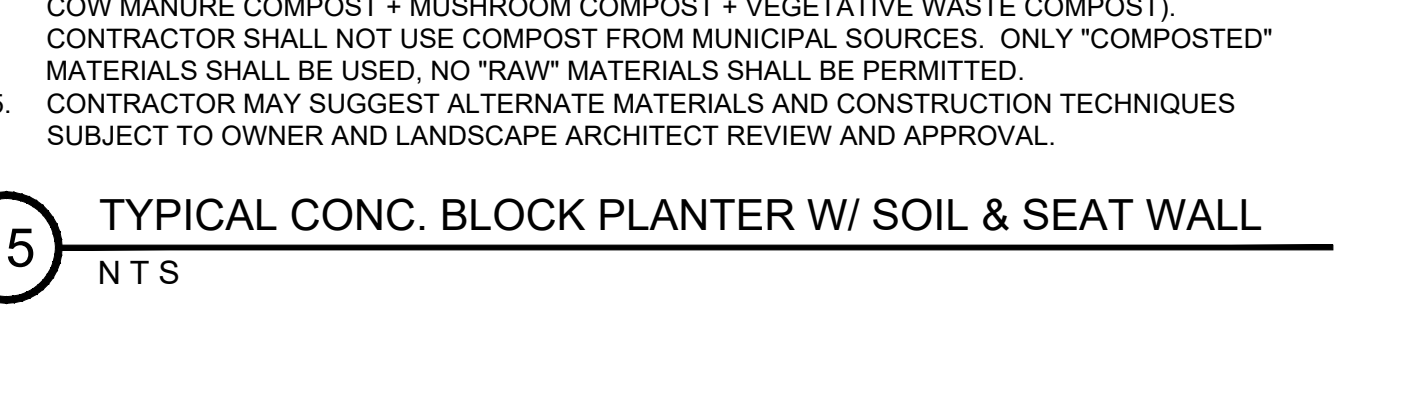 COW MANURE COMPOST + MUSHROOM COMPOST + VEGETATIVE WASTE COMPOST).
CONTRACTOR SHALL NOT USE COMPOST FROM MUNICIPAL SOURCES.  ONLY "COMPOSTED"
MATERIALS SHALL BE USED, NO "RAW" MATERIALS SHALL BE PERMITTED.
5. CONTRACTOR MAY SUGGEST ALTERNATE MATERIALS AND CONSTRUCTION TECHNIQUES
SUBJECT TO OWNER AND LANDSCAPE ARCHITECT REVIEW AND APPROVAL.
5 TYPICAL CONC. BLOCK PLANTER W/ SOIL & SEAT WALL
N T S